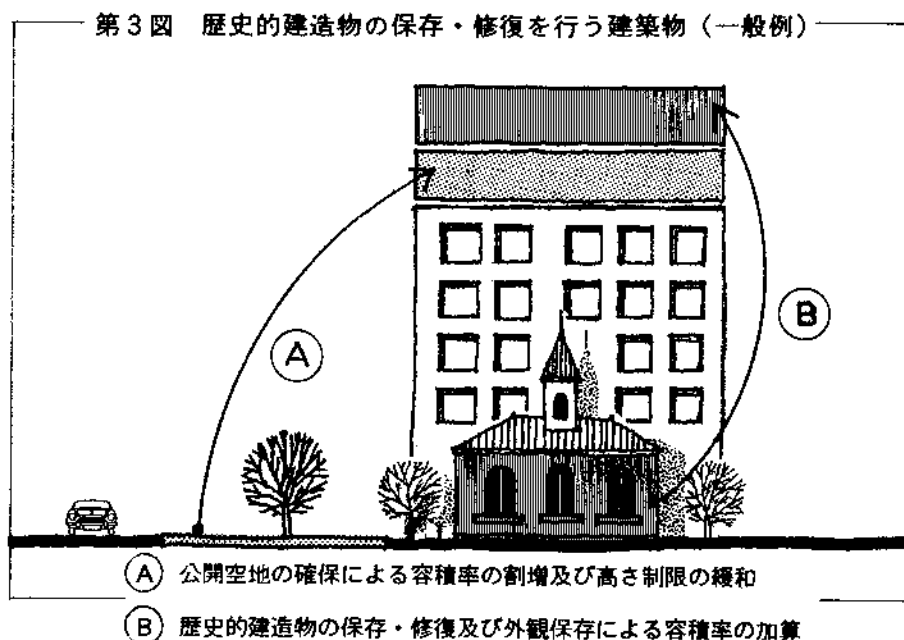 第3図 歴史的建造物の保存・修復を行う建築物(一般例)
A
B
A 公開空地の確保による容積率の割増及び高さ制限の緩和
B 歴史的建造物の保存・修復及び外観保存による容積率の加算